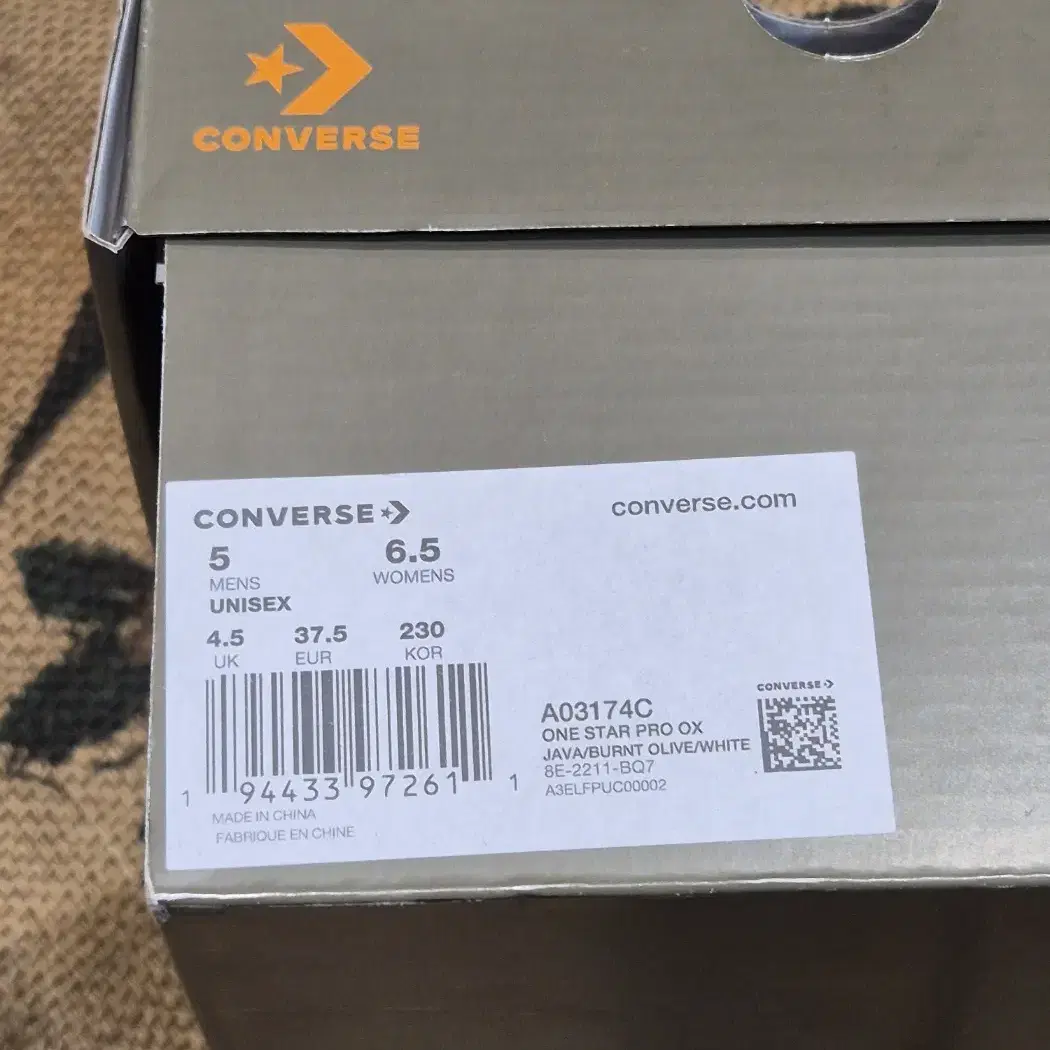 CONVERSE
CONVERSE
converse.com
5
MENS
6.5
WOMENS
UNISEX
4.5
UK
37.5
EUR
230
KOR
1 94433 97261 1
MADE IN CHINA
FABRIQUE EN CHINE
CONVERSE
A03174C
ONE STAR PRO OX
JAVA/BURNT OLIVE/WHITE
8E-2211-BQ7
A3ELFPUC00002